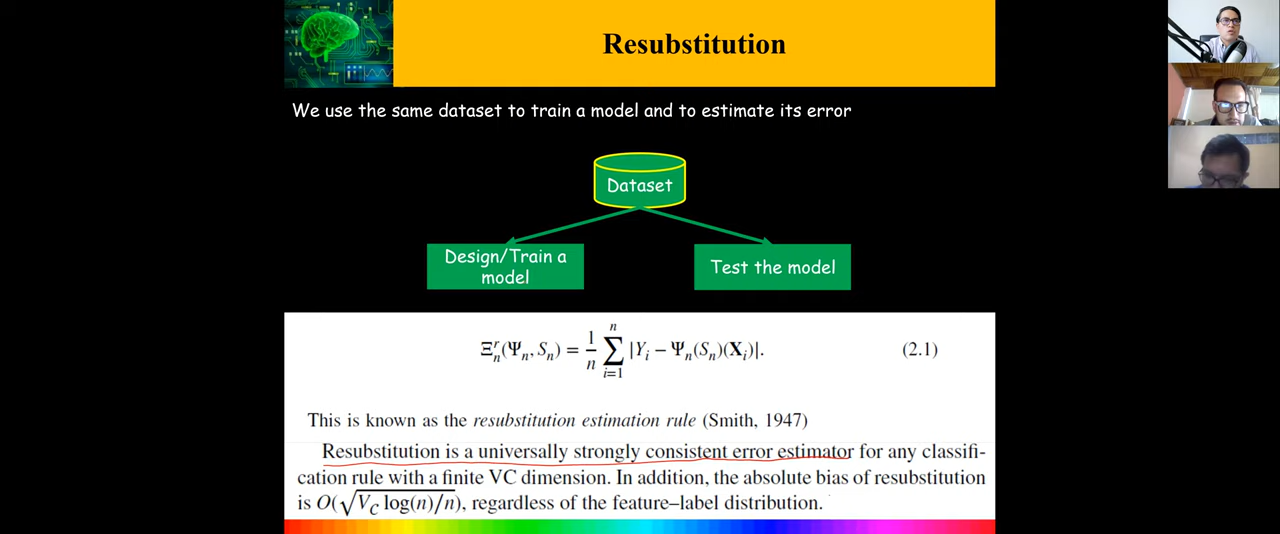 Resubstitution
We use the same dataset to train a model and to estimate its error
Dataset
Design/Train a
model
Test the model
Ξ_n^r(Ψ_n, S_n) = 1/n ∑_{i=1}^{n} |Y_i − Ψ_n(S_n)(X_i)|. (2.1)
This is known as the resubstitution estimation rule (Smith, 1947)
Resubstitution is a universally strongly consistent error estimator for any classifi-
cation rule with a finite VC dimension. In addition, the absolute bias of resubstitution
is O(√V_C log(n)/n), regardless of the feature–label distribution.